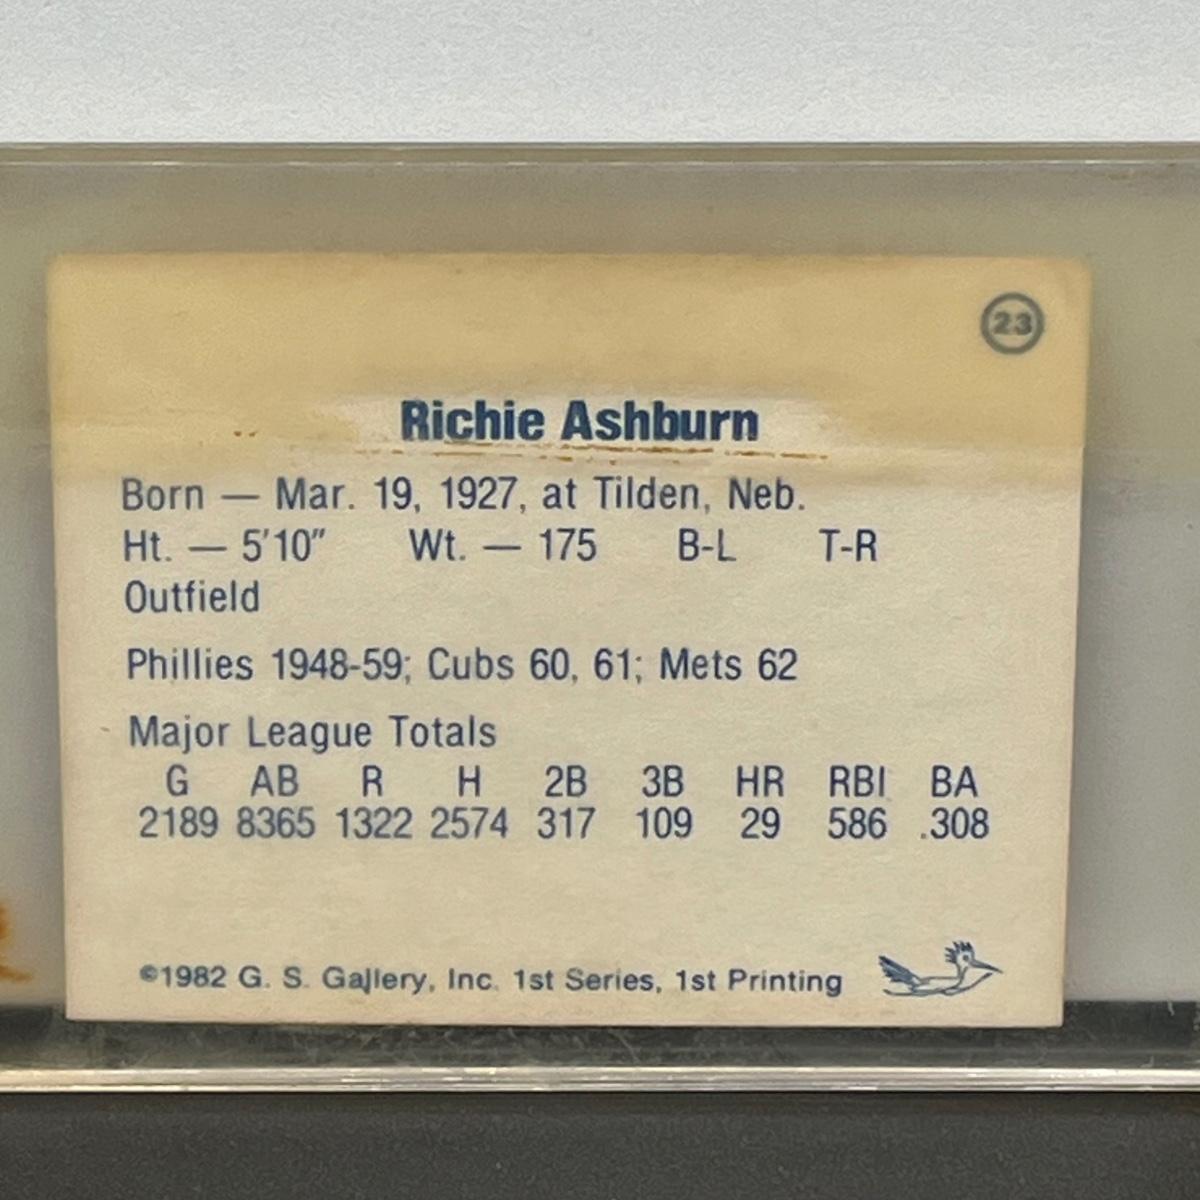 23
Richie Ashburn
Born — Mar. 19, 1927, at Tilden, Neb.
Ht. — 5'10" Wt. — 175 B-L T-R
Outfield
Phillies 1948-59; Cubs 60, 61; Mets 62
Major League Totals
G AB R H 2B 3B HR RBI BA
2189 8365 1322 2574 317 109 29 586 .308
©1982 G. S. Gallery, Inc. 1st Series, 1st Printing